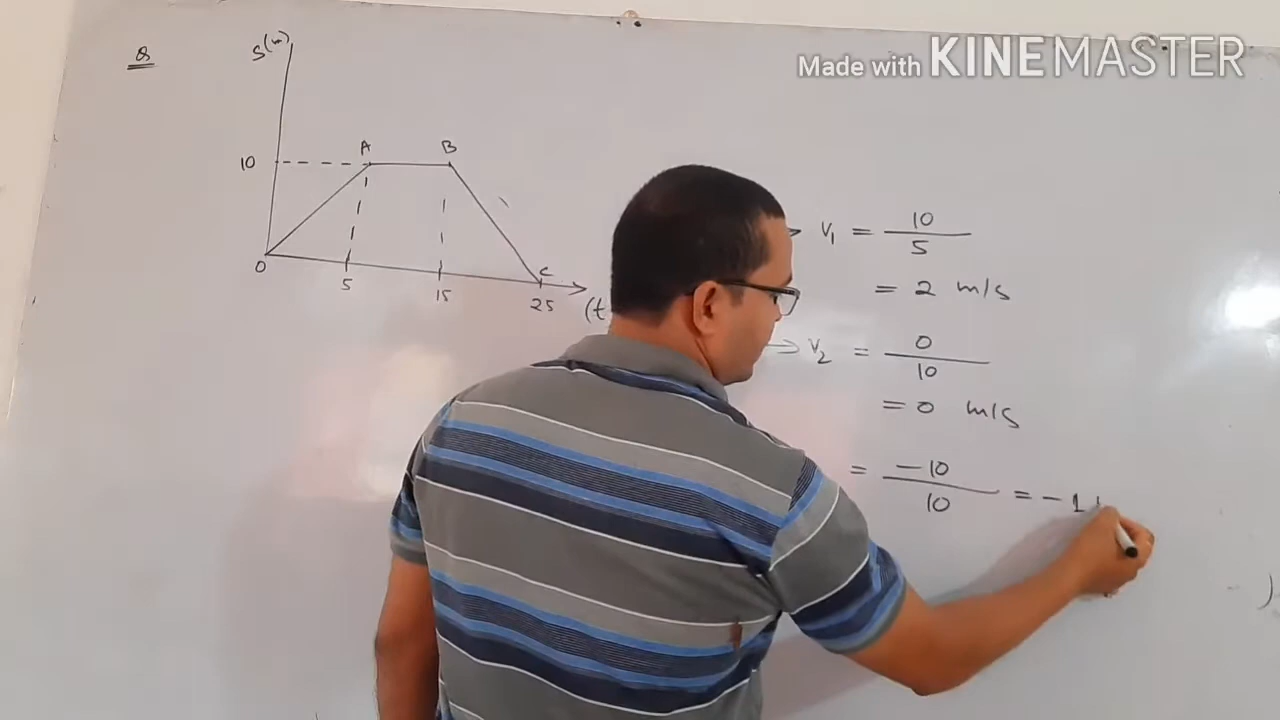 Made with KINEMASTER
Q
S(m)
10
A
B
C
0
5
15
25
(t
V1 = 10/5
= 2 m/s
→ V2 = 0/10
= 0 m/s
= -10/10 = -1